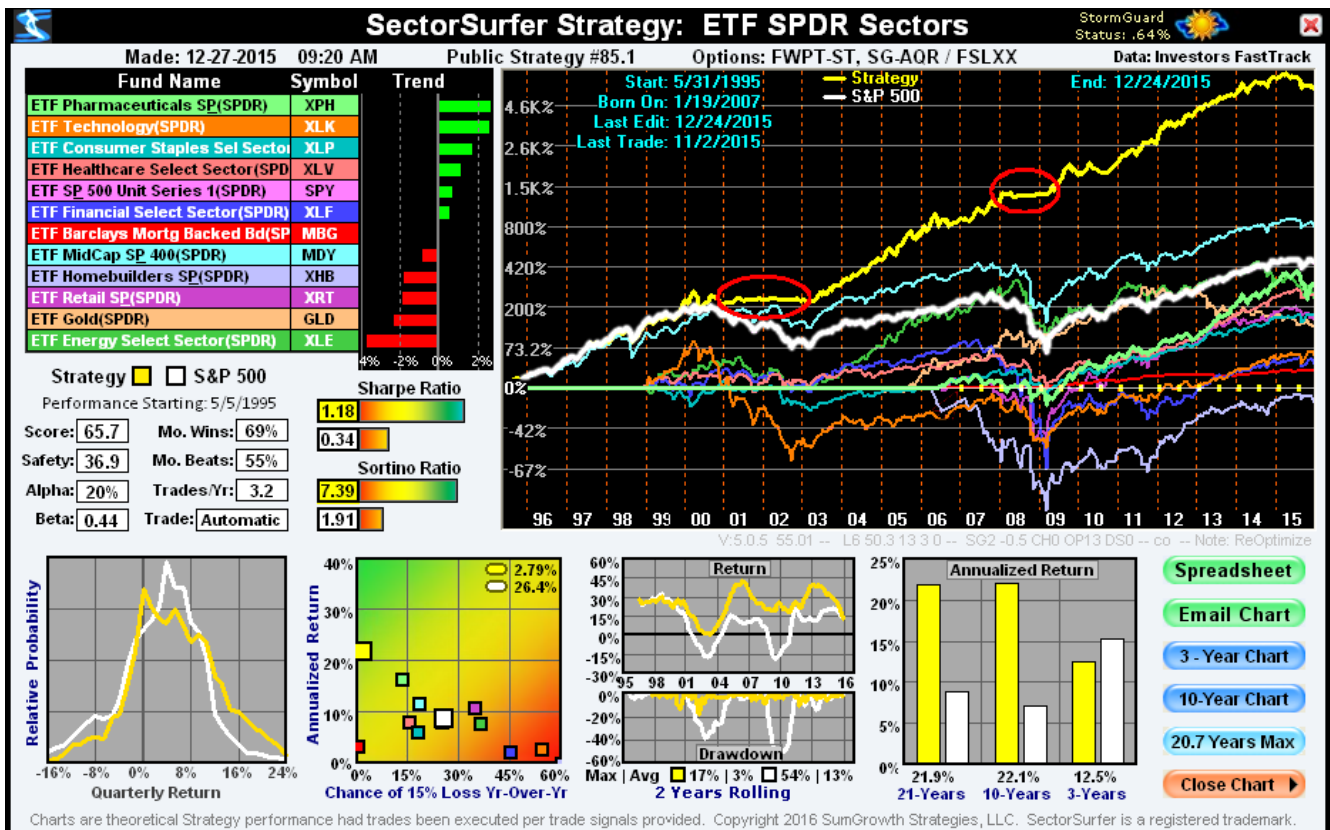 SectorSurfer Strategy: ETF SPDR Sectors
StormGuard
Status: .64%
Made: 12-27-2015 09:20 AM Public Strategy #85.1 Options: FWPT-ST, SG-AQR / FSLXX Data: Investors FastTrack
Fund Name Symbol Trend
ETF Pharmaceuticals SP(SPDR) XPH
ETF Technology(SPDR) XLK
ETF Consumer Staples Sel Sector XLP
ETF Healthcare Select Sector(SPD XLV
ETF SP 500 Unit Series 1(SPDR) SPY
ETF Financial Select Sector(SPDR) XLF
ETF Barclays Mortg Backed Bd(SP MBG
ETF MidCap SP 400(SPDR) MDY
ETF Homebuilders SP(SPDR) XHB
ETF Retail SP(SPDR) XRT
ETF Gold(SPDR) GLD
ETF Energy Select Sector(SPDR) XLE
4% -2% 0% 2%
Start: 5/31/1995
Born On: 1/19/2007
Last Edit: 12/24/2015
Last Trade: 11/2/2015
Strategy
S&P 500
End: 12/24/2015
4.6K%
2.6K%
1.5K%
800%
420%
200%
73.2%
0%
-42%
-67%
96 97 98 99 00 01 02 03 04 05 06 07 08 09 10 11 12 13 14 15
V:5.0.5 55.01 -- L6 50.3 13 3 0 -- SG2 -0.5 CH0 OP13 DS0 -- co -- Note: ReOptimize
Strategy S&P 500
Performance Starting: 5/5/1995
Score: 65.7 Mo. Wins: 69%
Safety: 36.9 Mo. Beats: 55%
Alpha: 20% Trades/Yr: 3.2
Beta: 0.44 Trade: Automatic
Sharpe Ratio
1.18
0.34
Sortino Ratio
7.39
1.91
Relative Probability
-16% -8% 0% 8% 16% 24%
Quarterly Return
Annualized Return
40%
30%
20%
10%
0%
2.79%
26.4%
0% 15% 30% 45% 60%
Chance of 15% Loss Yr-Over-Yr
Return
60%
45%
30%
15%
0%
-15%
-30%
95 98 01 04 07 10 13 16
0%
-20%
-40%
-60%
Drawdown
Max | Avg 17% | 3% 54% | 13%
2 Years Rolling
Annualized Return
25%
20%
15%
10%
5%
0%
21.9% 22.1% 12.5%
21-Years 10-Years 3-Years
Spreadsheet
Email Chart
3 - Year Chart
10-Year Chart
20.7 Years Max
Close Chart
Charts are theoretical Strategy performance had trades been executed per trade signals provided. Copyright 2016 SumGrowth Strategies, LLC. SectorSurfer is a registered trademark.